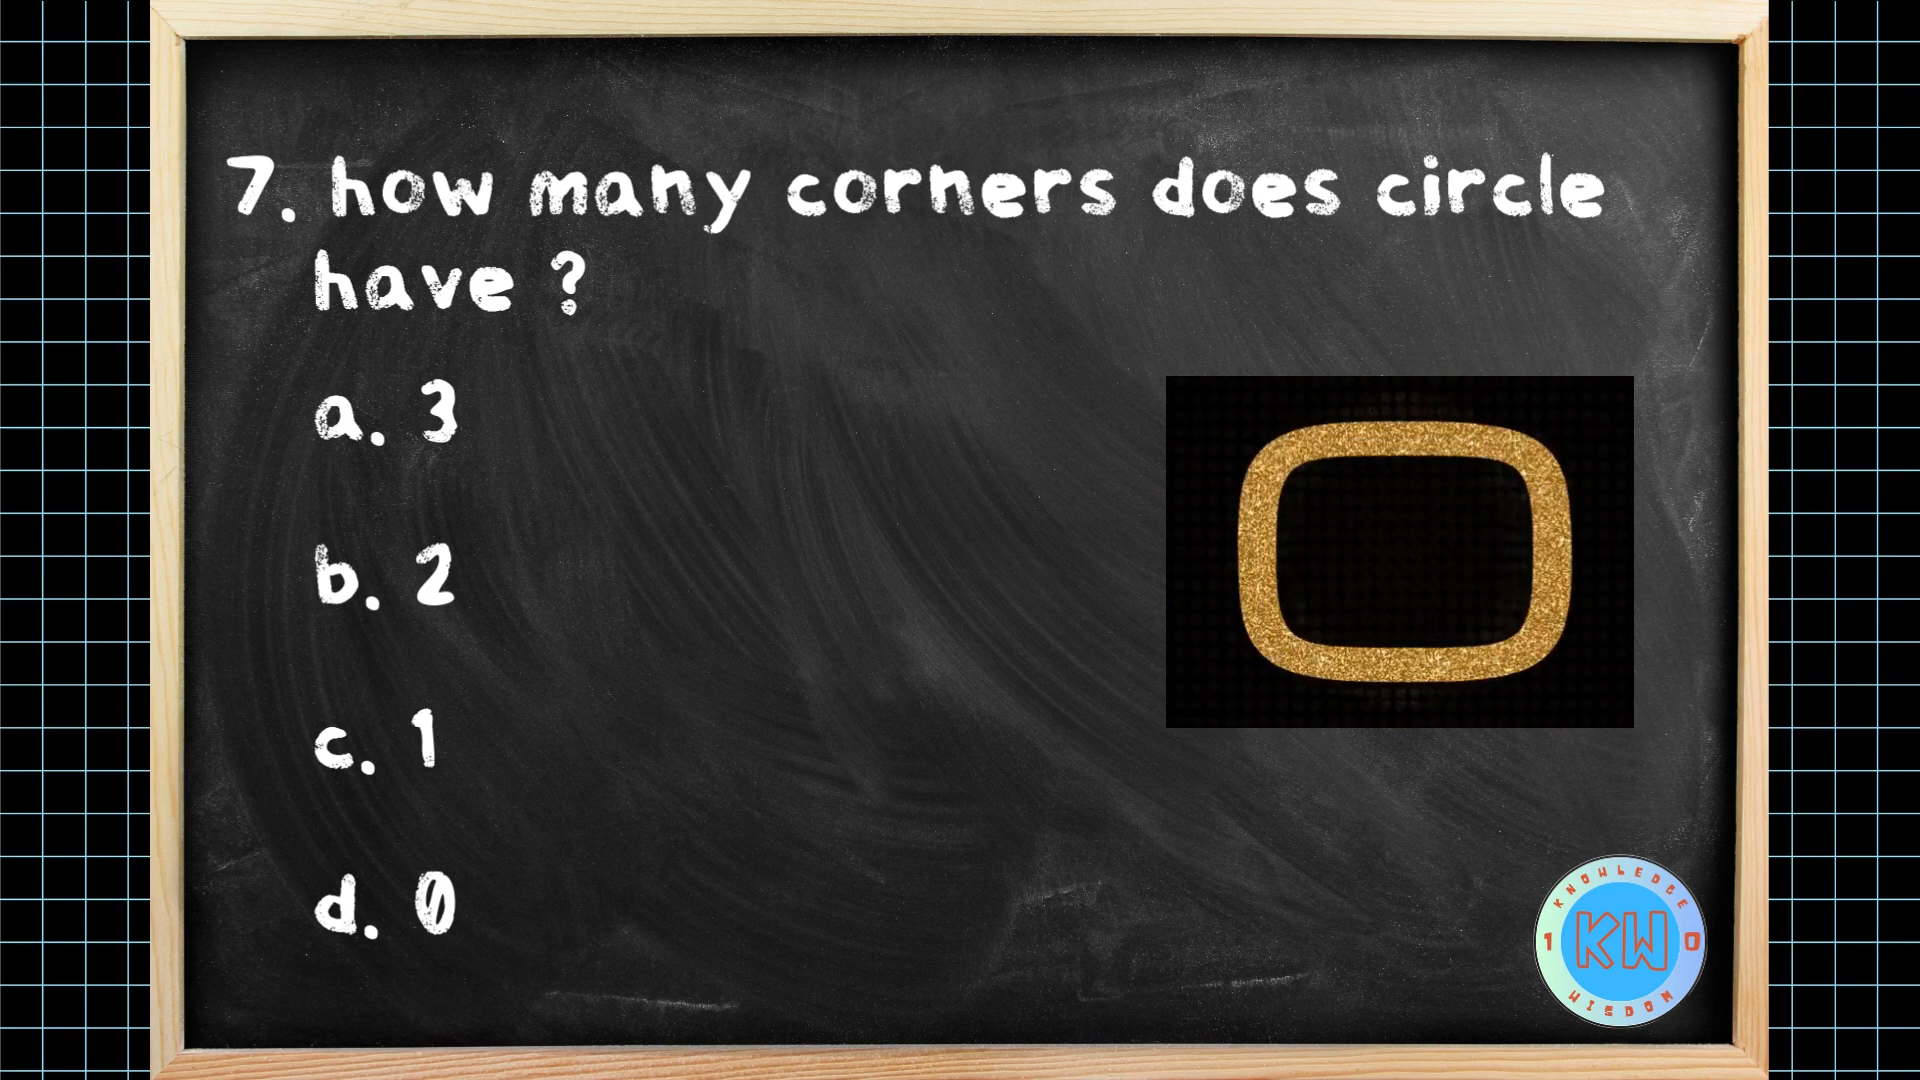 7. how many corners does circle
have ?
a. 3
b. 2
c. 1
d. 0
KNOWLEDGE
1 KW 0
WISDOM